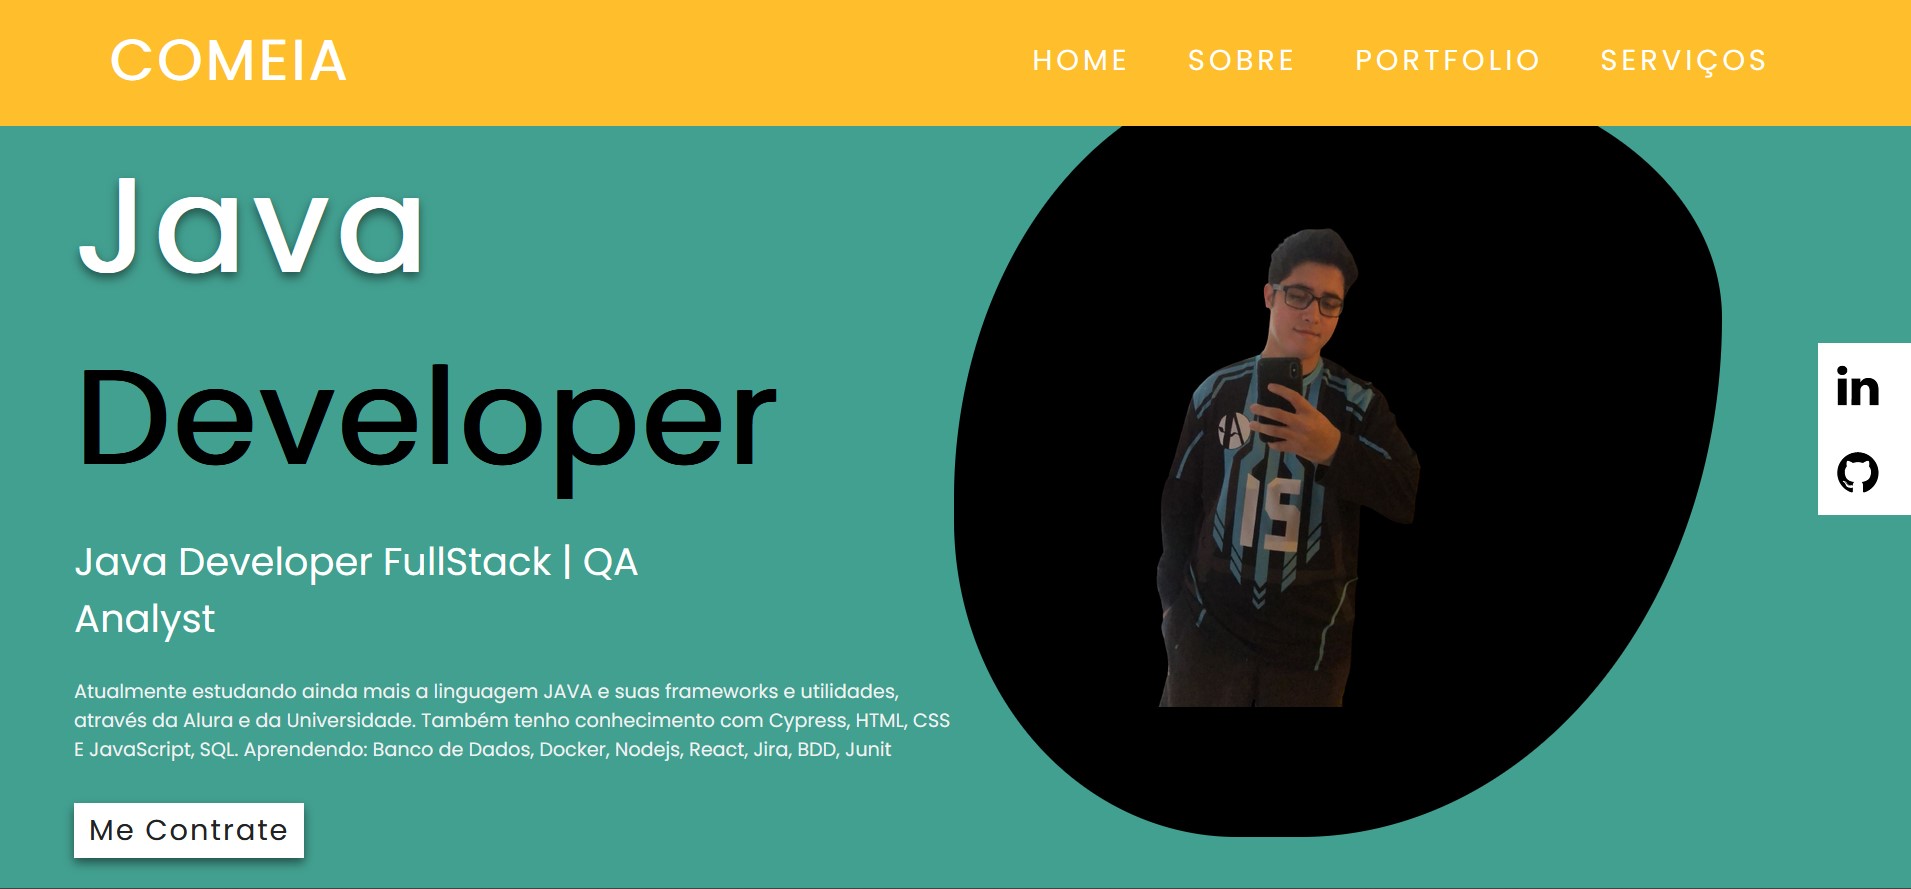 COMEIA
HOME SOBRE PORTFOLIO SERVIÇOS
Java
Developer
Java Developer FullStack | QA
Analyst
Atualmente estudando ainda mais a linguagem JAVA e suas frameworks e utilidades,
através da Alura e da Universidade. Também tenho conhecimento com Cypress, HTML, CSS
E JavaScript, SQL. Aprendendo: Banco de Dados, Docker, Nodejs, React, Jira, BDD, Junit
Me Contrate
A
15
in